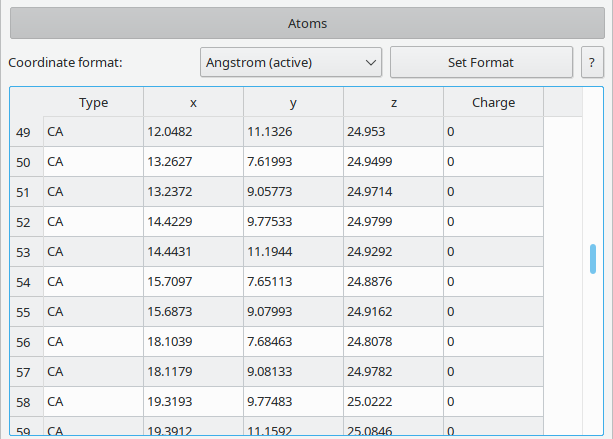 Atoms
Coordinate format: Angstrom (active) Set Format ?
Type x y z Charge
49 CA 12.0482 11.1326 24.953 0
50 CA 13.2627 7.61993 24.9499 0
51 CA 13.2372 9.05773 24.9714 0
52 CA 14.4229 9.77533 24.9799 0
53 CA 14.4431 11.1944 24.9292 0
54 CA 15.7097 7.65113 24.8876 0
55 CA 15.6873 9.07993 24.9162 0
56 CA 18.1039 7.68463 24.8078 0
57 CA 18.1179 9.08133 24.9782 0
58 CA 19.3193 9.77483 25.0222 0
59 CA 19.3912 11.1592 25.0846 0